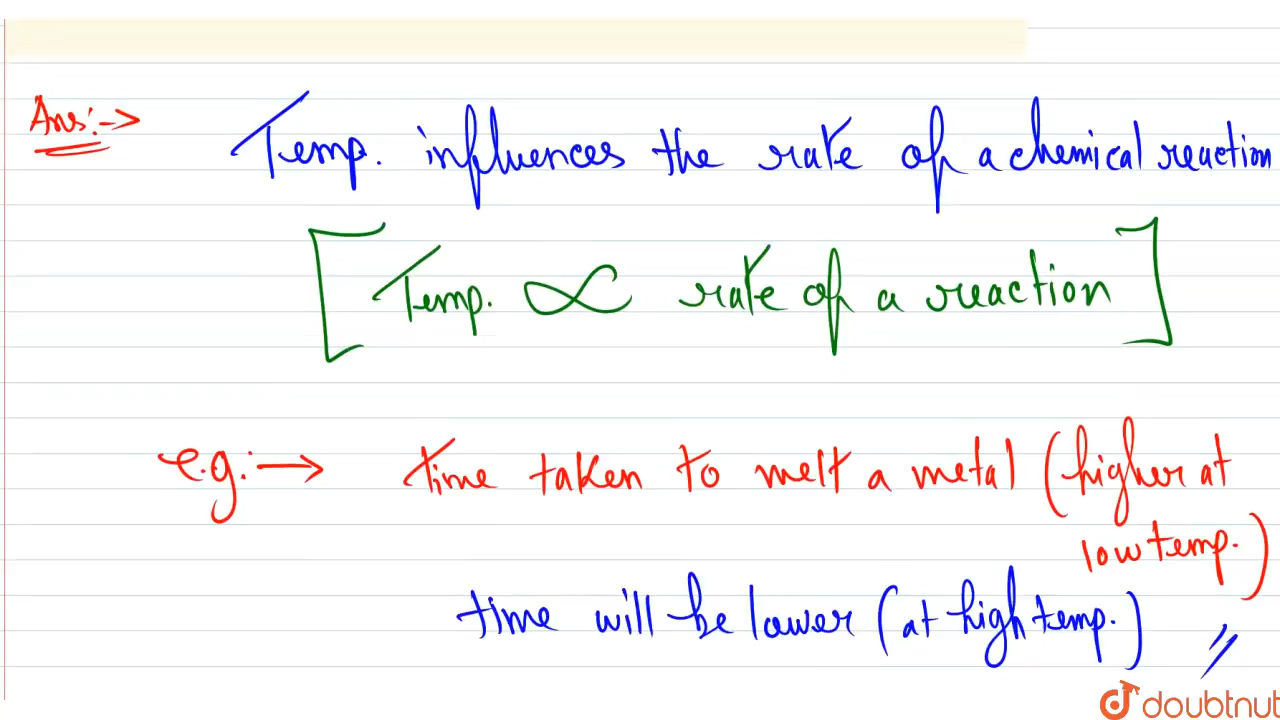 Ans:→
Temp. influences the rate of a chemical reaction
[Temp. ∝ rate of a reaction]
e.g:→ time taken to melt a metal (higher at
low temp.)
time will be lower (at high temp.) //
doubtnut